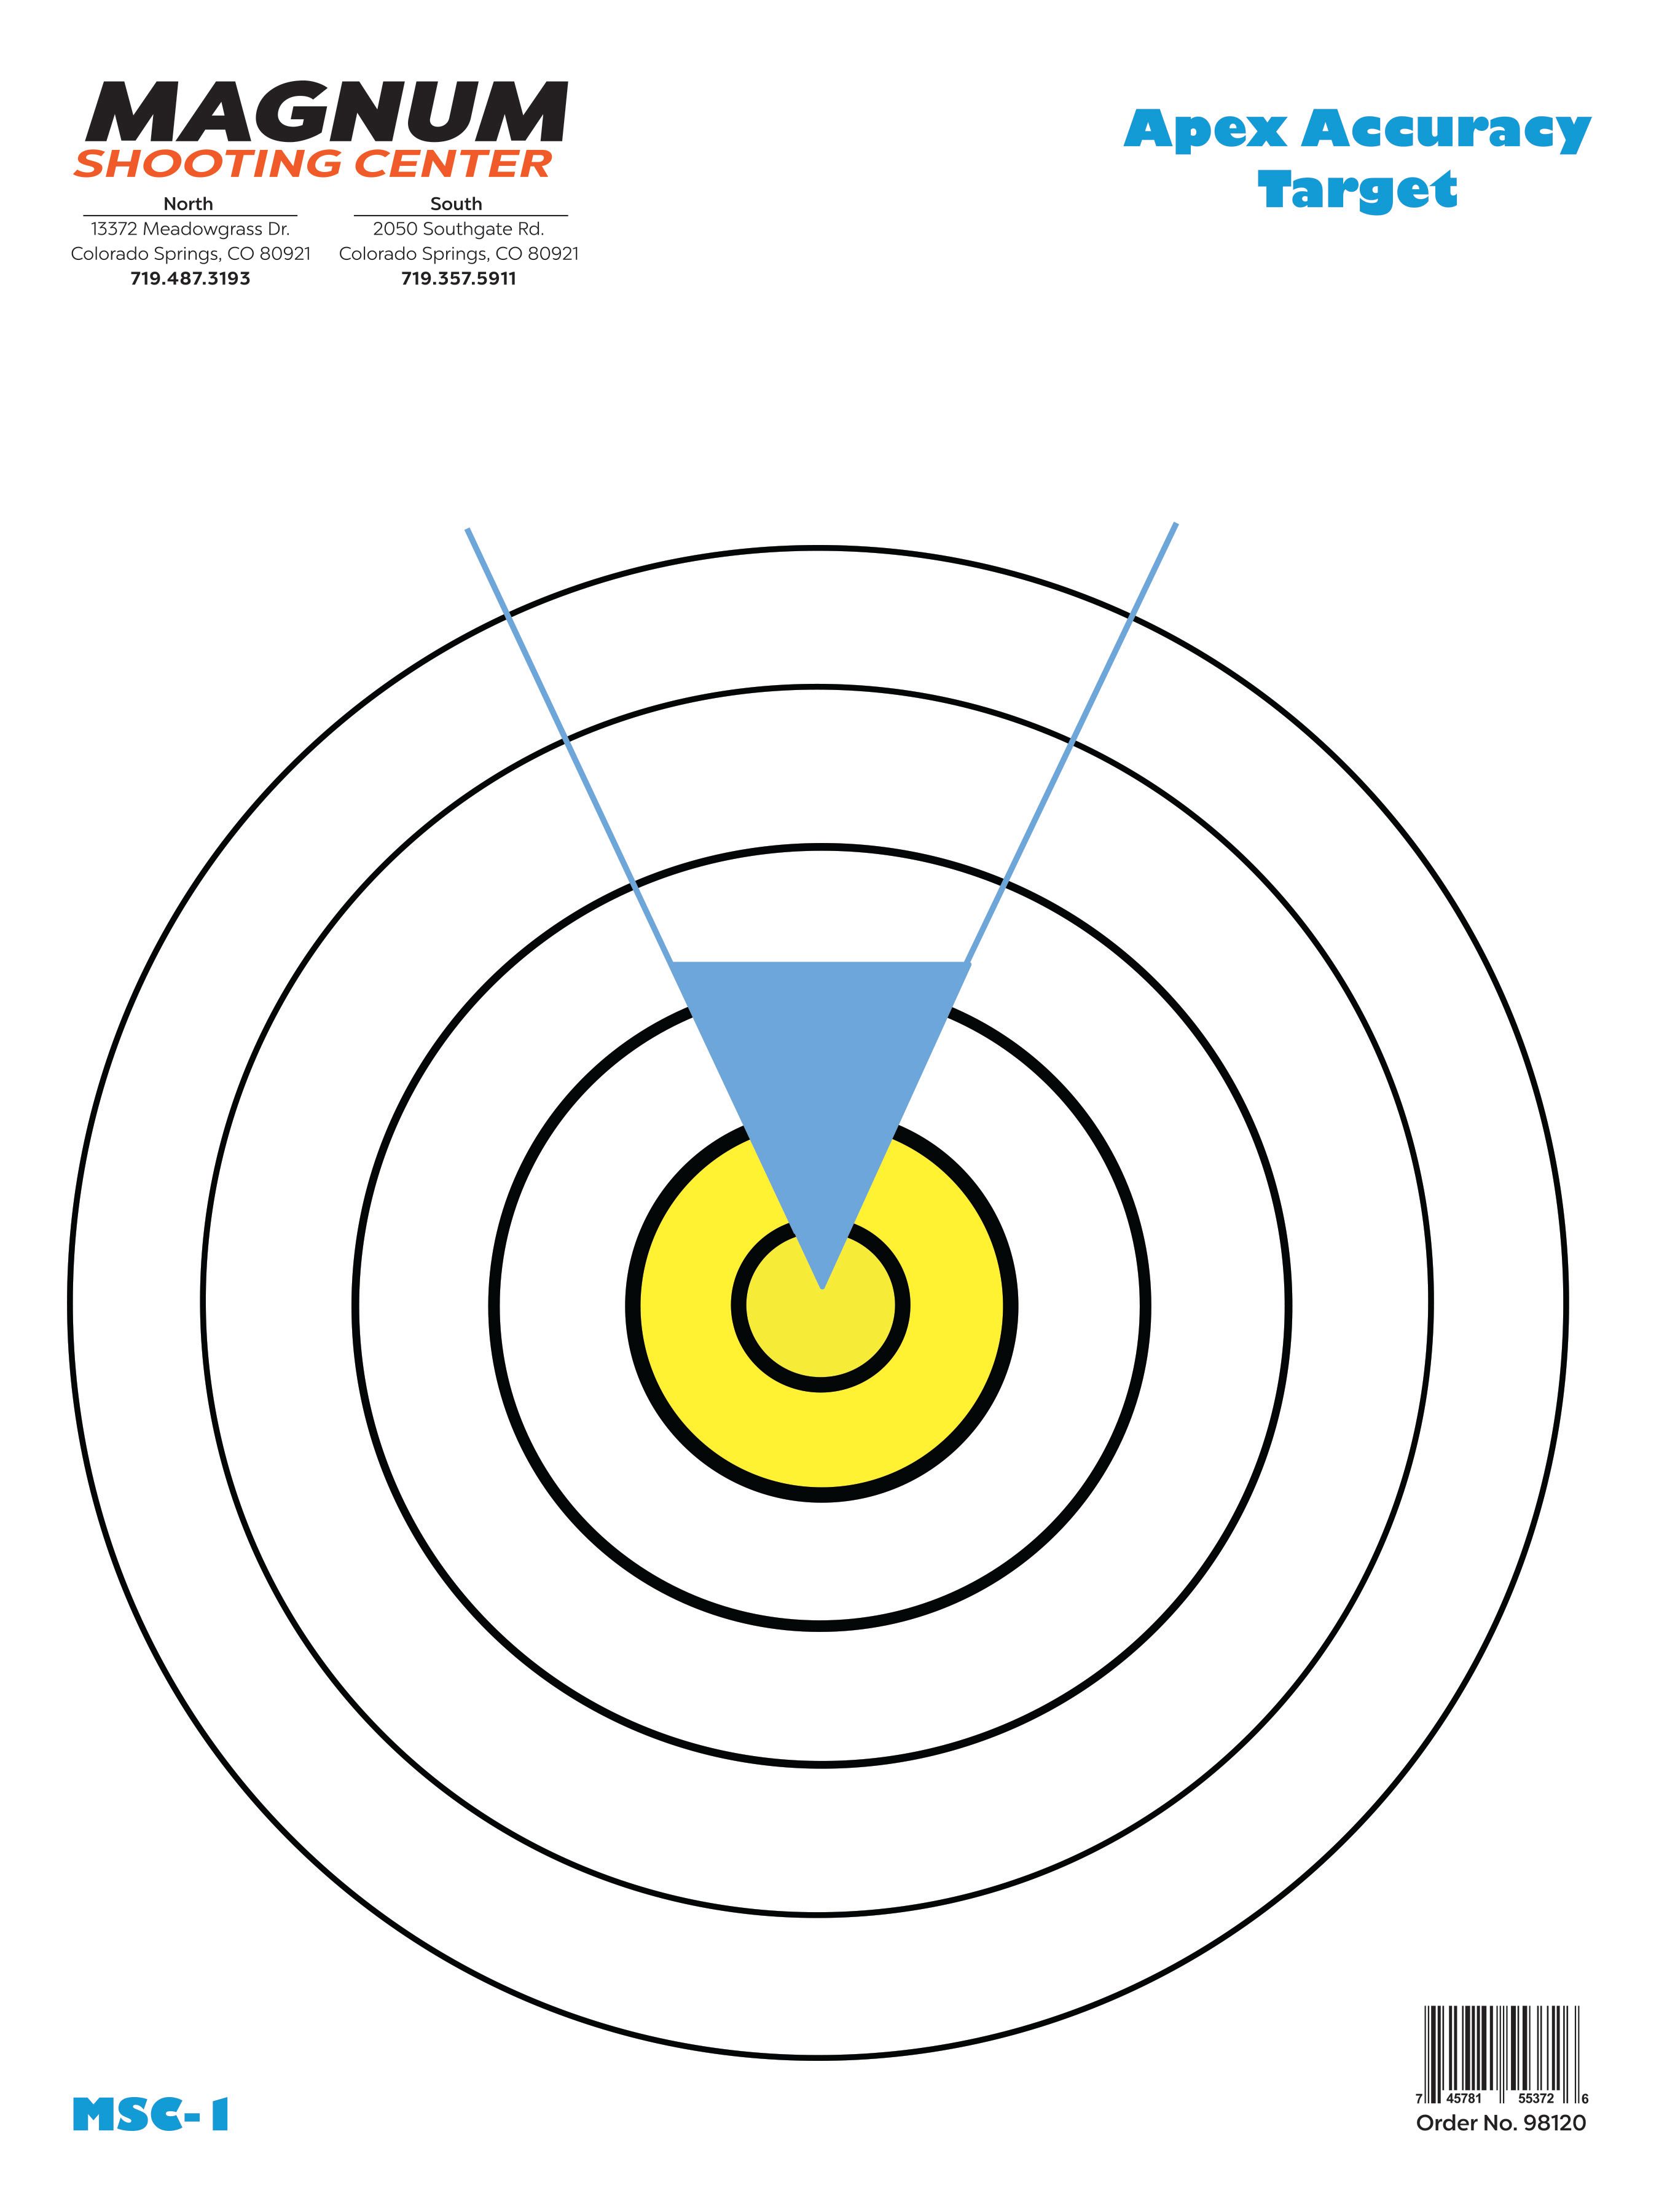 MAGNUM
SHOOTING CENTER
North
13372 Meadowgrass Dr.
Colorado Springs, CO 80921
719.487.3193
South
2050 Southgate Rd.
Colorado Springs, CO 80921
719.357.5911
Apex Accuracy
Target
MSC-1
7 45781 55372 6
Order No. 98120